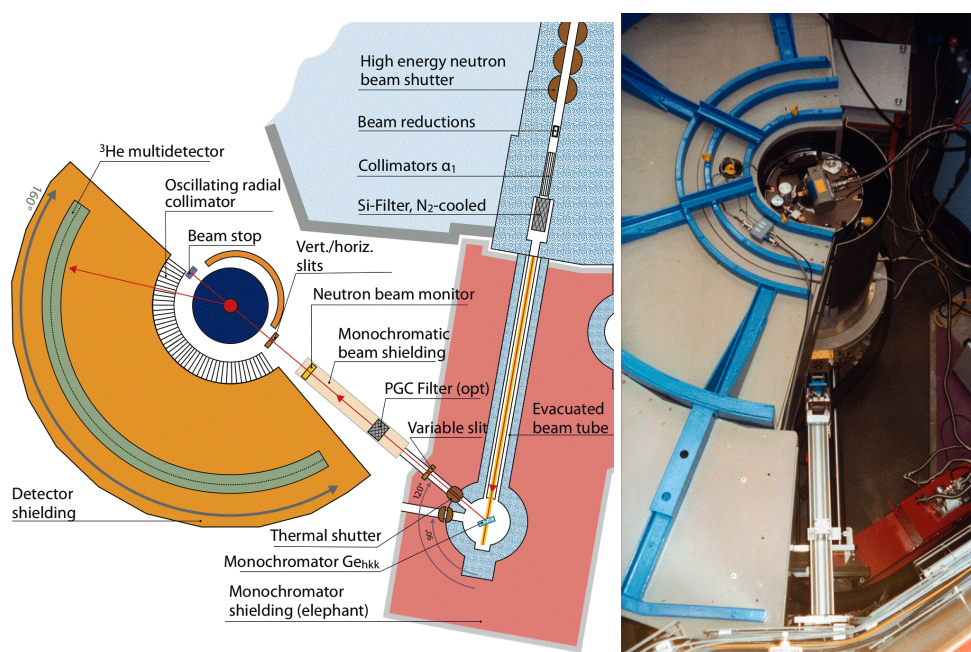 High energy neutron
beam shutter
Beam reductions
Collimators α₁
Si-Filter, N₂-cooled
³He multidetector
Oscillating radial
collimator
Beam stop
Vert./horiz.
slits
Neutron beam monitor
Monochromatic
beam shielding
PGC Filter (opt)
Variable slit
Evacuated
beam tube
160°
120°
90°
Detector
shielding
Thermal shutter
Monochromator Geₕₖₖ
Monochromator
shielding (elephant)